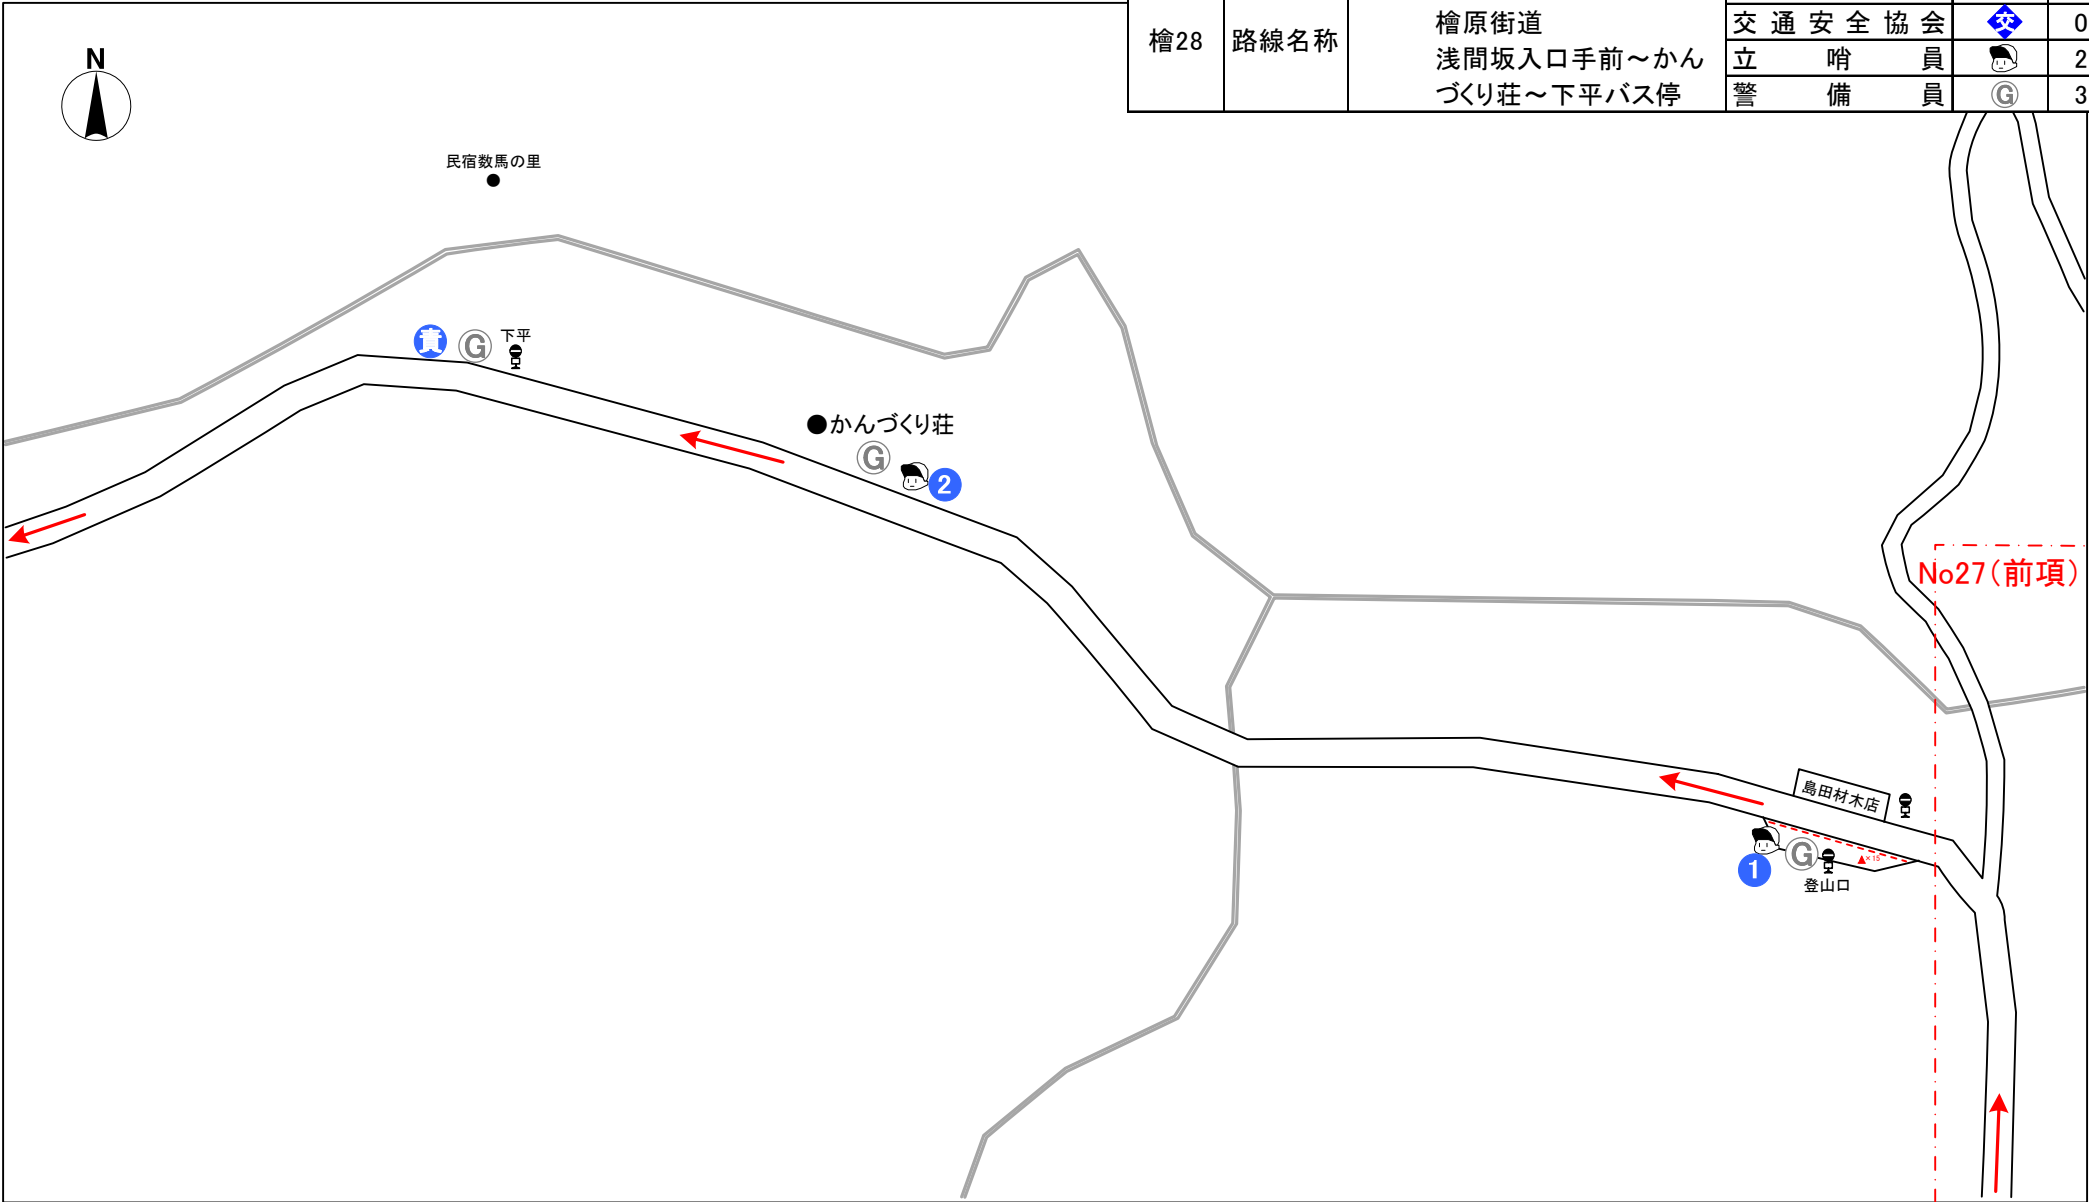 檜28
路線名称
檜原街道
浅間坂入口手前～かん
づくり荘～下平バス停
交通安全協会 交 0
立哨員 2
警備員 G 3
N
民宿数馬の里
責 G 下平
●かんづくり荘
G 2
No27(前項)
島田材木店
1 G ▲×15
登山口